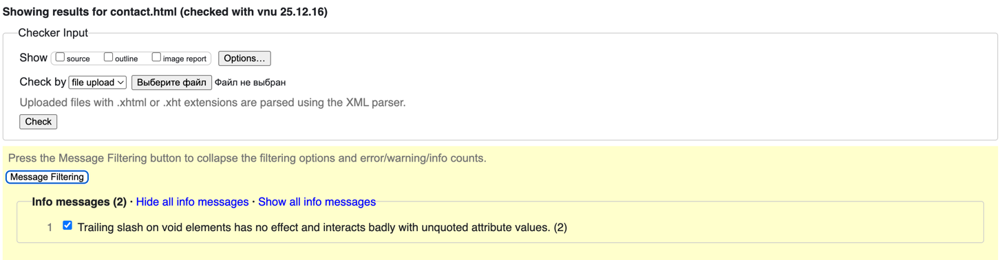 Showing results for contact.html (checked with vnu 25.12.16)
Checker Input
Show source outline image report Options...
Check by file upload Выберите файл Файл не выбран
Uploaded files with .xhtml or .xht extensions are parsed using the XML parser.
Check
Press the Message Filtering button to collapse the filtering options and error/warning/info counts.
Message Filtering
Info messages (2) · Hide all info messages · Show all info messages
1 Trailing slash on void elements has no effect and interacts badly with unquoted attribute values. (2)